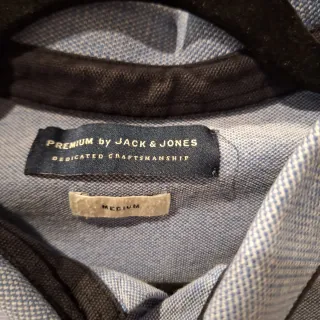 PREMIUM by JACK & JONES
DEDICATED CRAFTSMANSHIP
MEDIUM